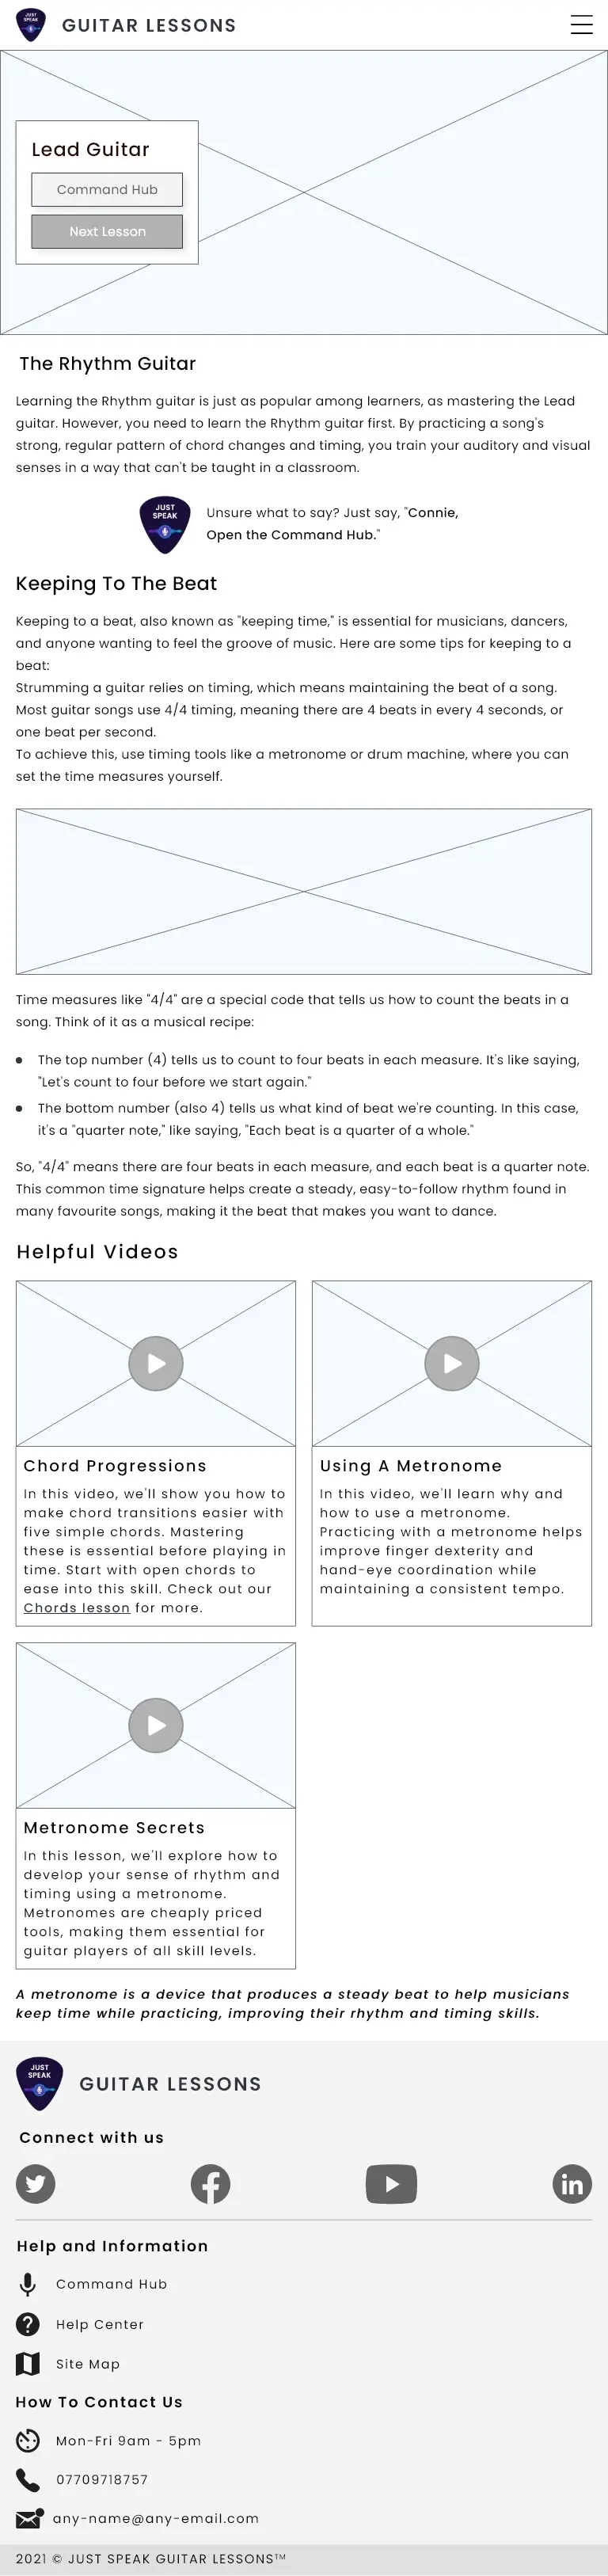 JUST
SPEAK
GUITAR LESSONS
Lead Guitar
Command Hub
Next Lesson
The Rhythm Guitar
Learning the Rhythm guitar is just as popular among learners, as mastering the Lead
guitar. However, you need to learn the Rhythm guitar first. By practicing a song's
strong, regular pattern of chord changes and timing, you train your auditory and visual
senses in a way that can't be taught in a classroom.
JUST
SPEAK
Unsure what to say? Just say, "Connie,
Open the Command Hub."
Keeping To The Beat
Keeping to a beat, also known as "keeping time," is essential for musicians, dancers,
and anyone wanting to feel the groove of music. Here are some tips for keeping to a
beat:
Strumming a guitar relies on timing, which means maintaining the beat of a song.
Most guitar songs use 4/4 timing, meaning there are 4 beats in every 4 seconds, or
one beat per second.
To achieve this, use timing tools like a metronome or drum machine, where you can
set the time measures yourself.
Time measures like "4/4" are a special code that tells us how to count the beats in a
song. Think of it as a musical recipe:
The top number (4) tells us to count to four beats in each measure. It's like saying,
"Let's count to four before we start again."
The bottom number (also 4) tells us what kind of beat we're counting. In this case,
it's a "quarter note," like saying, "Each beat is a quarter of a whole."
So, "4/4" means there are four beats in each measure, and each beat is a quarter note.
This common time signature helps create a steady, easy-to-follow rhythm found in
many favourite songs, making it the beat that makes you want to dance.
Helpful Videos
Chord Progressions
In this video, we'll show you how to
make chord transitions easier with
five simple chords. Mastering
these is essential before playing in
time. Start with open chords to
ease into this skill. Check out our
Chords lesson for more.
Using A Metronome
In this video, we'll learn why and
how to use a metronome.
Practicing with a metronome helps
improve finger dexterity and
hand-eye coordination while
maintaining a consistent tempo.
Metronome Secrets
In this lesson, we'll explore how to
develop your sense of rhythm and
timing using a metronome.
Metronomes are cheaply priced
tools, making them essential for
guitar players of all skill levels.
A metronome is a device that produces a steady beat to help musicians
keep time while practicing, improving their rhythm and timing skills.
JUST
SPEAK
GUITAR LESSONS
Connect with us
Help and Information
Command Hub
Help Center
Site Map
How To Contact Us
Mon-Fri 9am - 5pm
07709718757
any-name@any-email.com
2021 © JUST SPEAK GUITAR LESSONS™